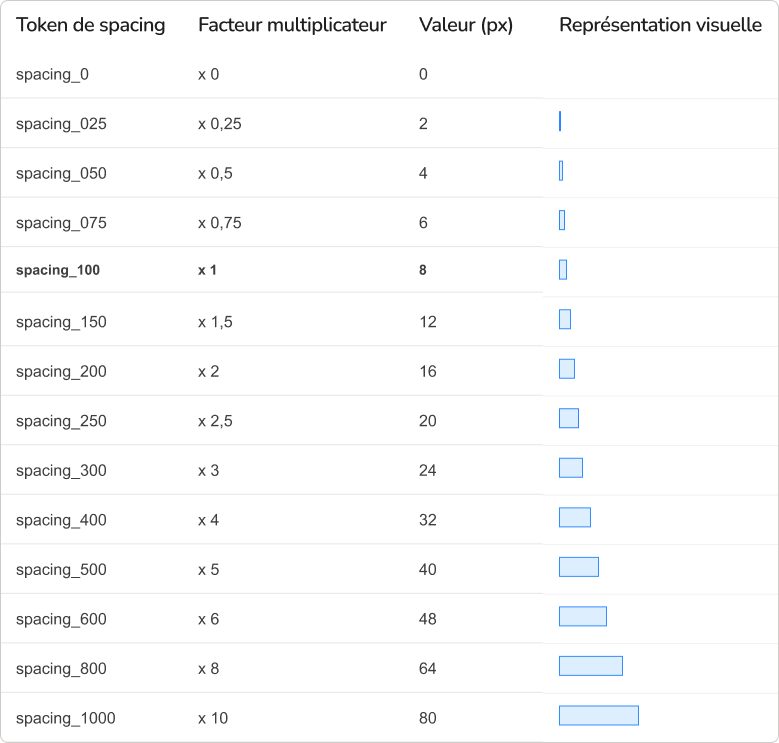 Token de spacing Facteur multiplicateur Valeur (px) Représentation visuelle
spacing_0 x 0 0
spacing_025 x 0,25 2
spacing_050 x 0,5 4
spacing_075 x 0,75 6
spacing_100 x 1 8
spacing_150 x 1,5 12
spacing_200 x 2 16
spacing_250 x 2,5 20
spacing_300 x 3 24
spacing_400 x 4 32
spacing_500 x 5 40
spacing_600 x 6 48
spacing_800 x 8 64
spacing_1000 x 10 80